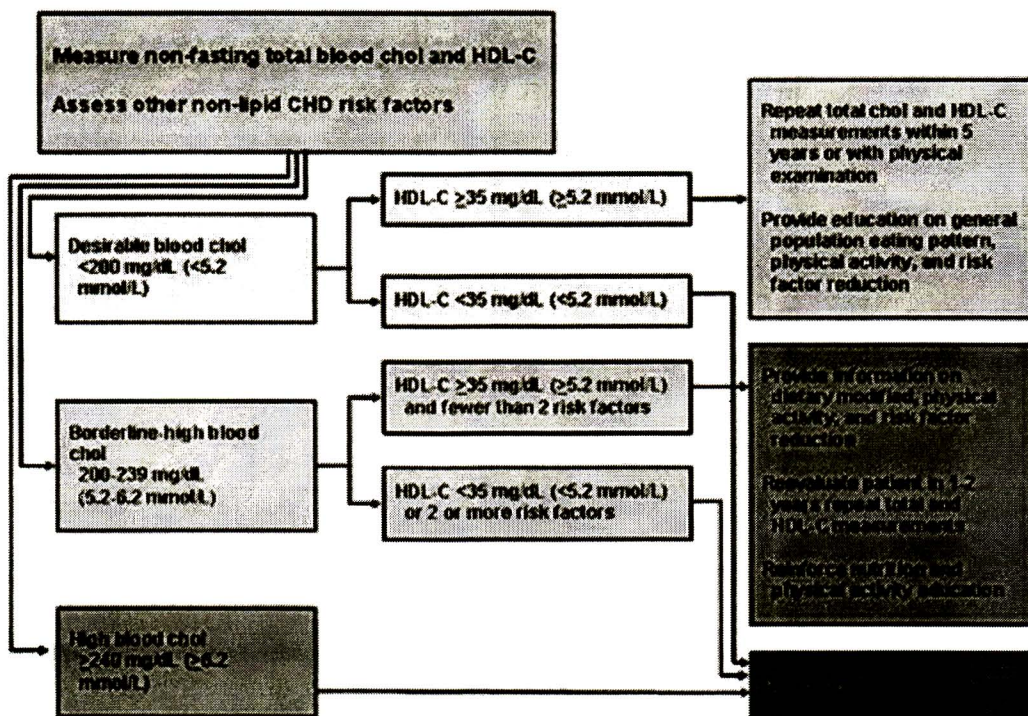 Measure non-fasting total blood chol and HDL-C
Assess other non-lipid CHD risk factors
Desirable blood chol
<200 mg/dL (<5.2
mmol/L)
HDL-C ≥35 mg/dL (≥5.2 mmol/L)
HDL-C <35 mg/dL (<5.2 mmol/L)
Repeat total chol and HDL-C
measurements within 5
years or with physical
examination
Provide education on general
population eating pattern,
physical activity, and risk
factor reduction
Borderline-high blood
chol
200-239 mg/dL
(5.2-6.2 mmol/L)
HDL-C ≥35 mg/dL (≥5.2 mmol/L)
and fewer than 2 risk factors
HDL-C <35 mg/dL (<5.2 mmol/L)
or 2 or more risk factors
Provide information on
dietary modified, physical
activity, and risk factor
reduction
Reevaluate patient in 1-2
years repeat total and
HDL-C measurements
Reinforce nutrition and
physical activity education
High blood chol
≥240 mg/dL (≥6.2
mmol/L)